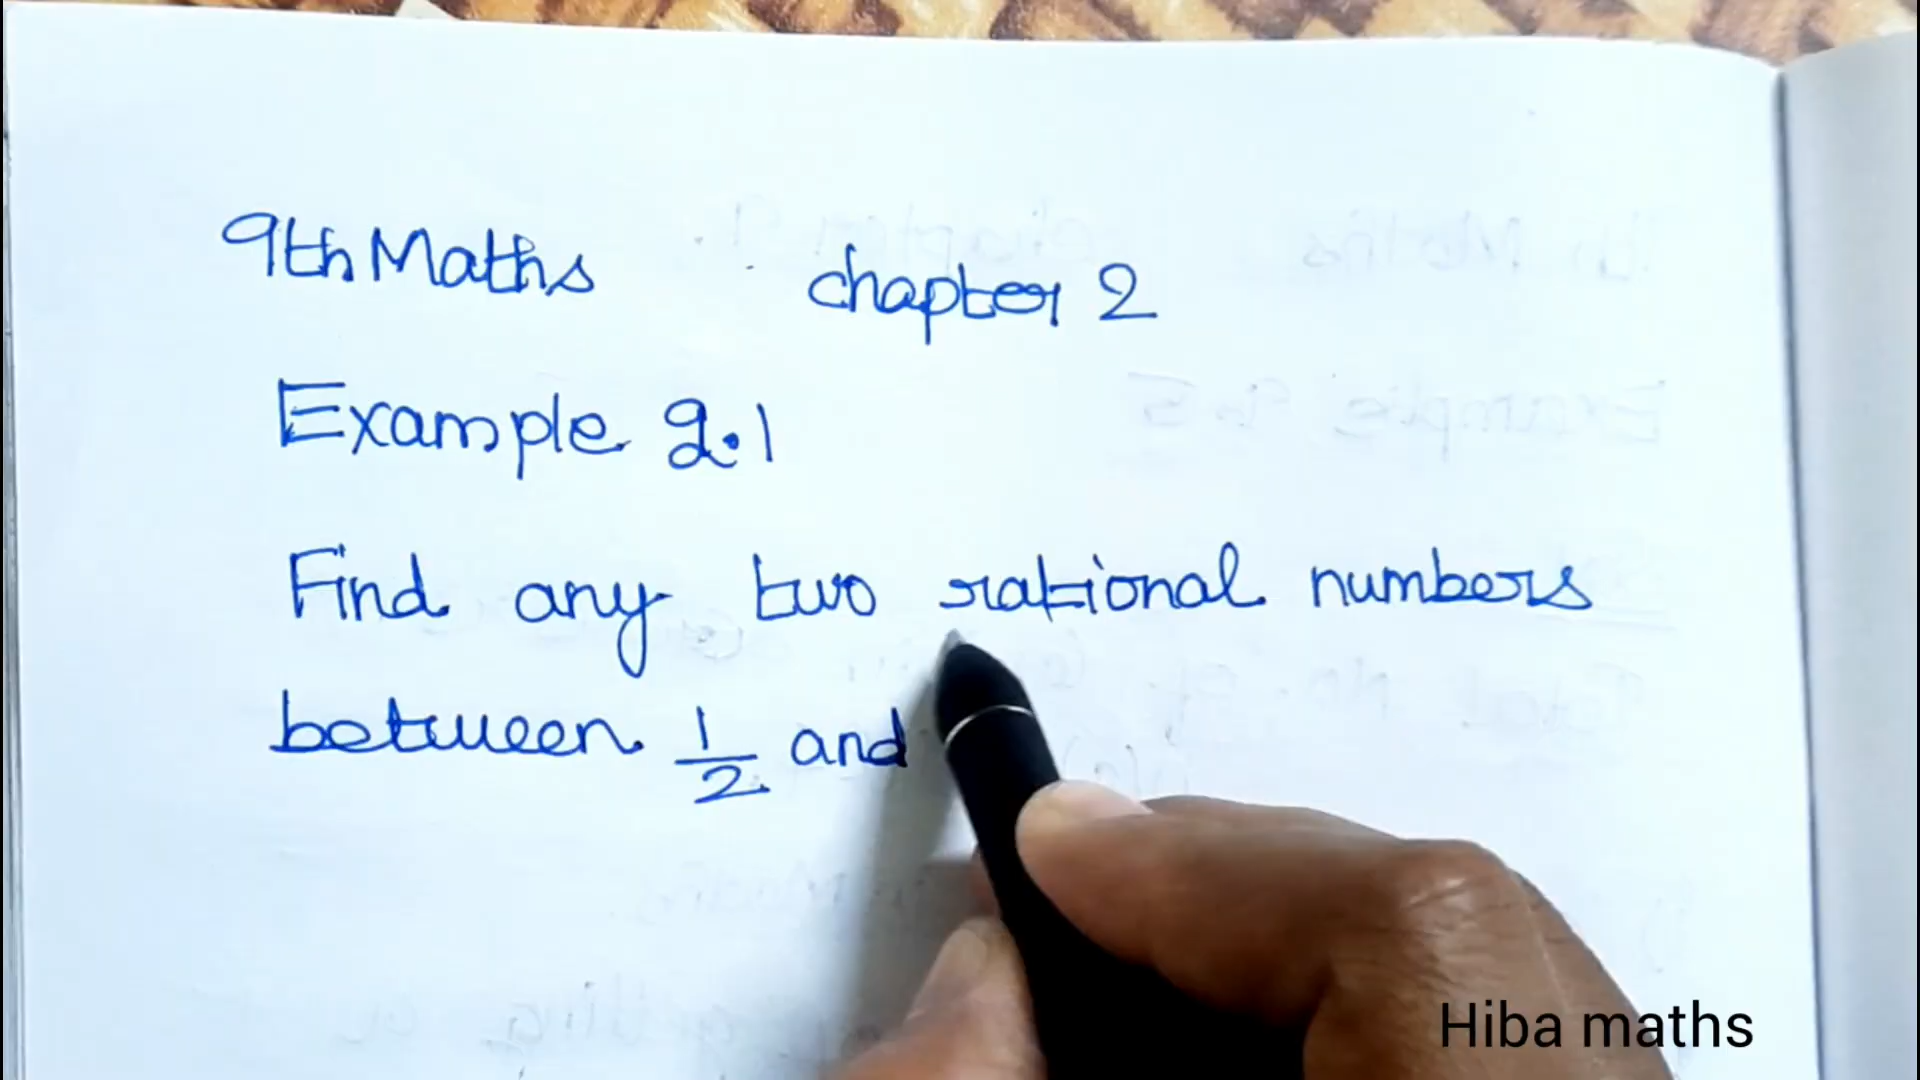 9th Maths chapter 2
Example 2.1
Find any two rational numbers
between 1/2 and
Hiba maths